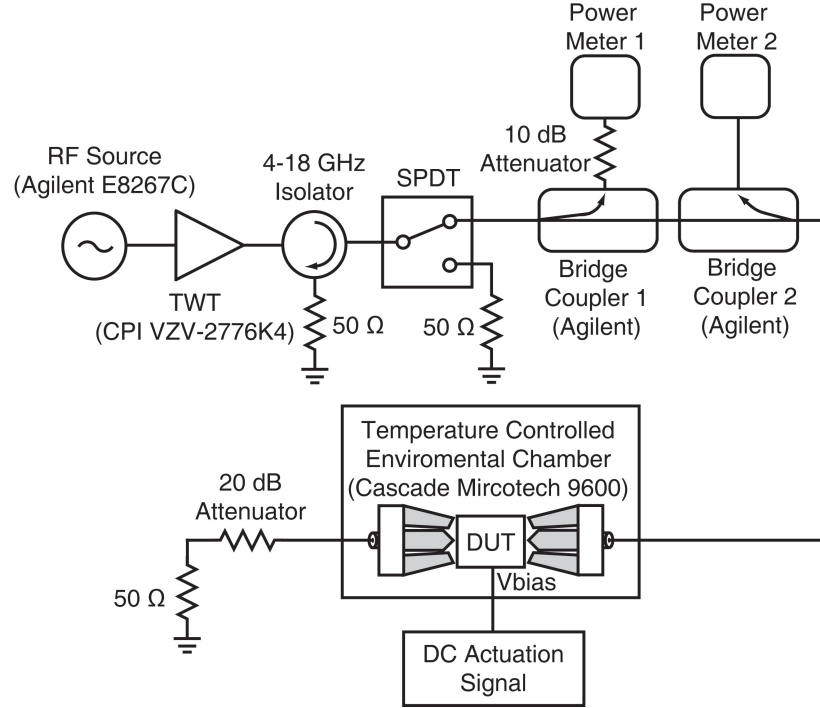 Power
Meter 1
Power
Meter 2
10 dB
Attenuator
RF Source
(Agilent E8267C)
4-18 GHz
Isolator
SPDT
TWT
(CPI VZV-2776K4)
50 Ω
50 Ω
Bridge
Coupler 1
(Agilent)
Bridge
Coupler 2
(Agilent)
Temperature Controlled
Enviromental Chamber
(Cascade Mircotech 9600)
20 dB
Attenuator
DUT
Vbias
50 Ω
DC Actuation
Signal